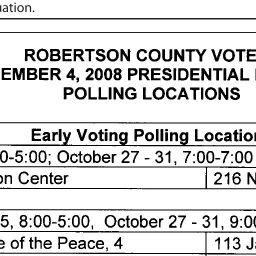 uation.
ROBERTSON COUNTY VOTE
EMBER 4, 2008 PRESIDENTIAL
POLLING LOCATIONS
Early Voting Polling Location
0-5:00; October 27 - 31, 7:00-7:00
on Center 216 N
5, 8:00-5:00, October 27 - 31, 9:00
e of the Peace, 4 113 Ja